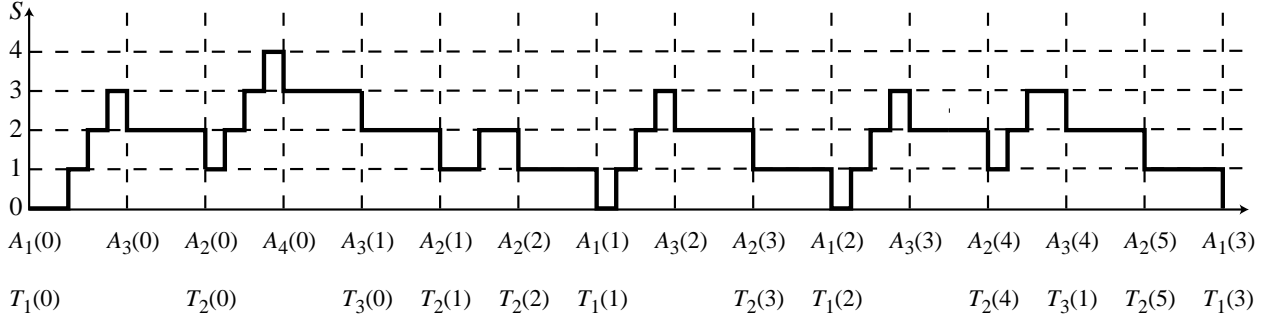 S
4
3
2
1
0
A₁(0) A₃(0) A₂(0) A₄(0) A₃(1) A₂(1) A₂(2) A₁(1) A₃(2) A₂(3) A₁(2) A₃(3) A₂(4) A₃(4) A₂(5) A₁(3)
T₁(0) T₂(0) T₃(0) T₂(1) T₂(2) T₁(1) T₂(3) T₁(2) T₂(4) T₃(1) T₂(5) T₁(3)